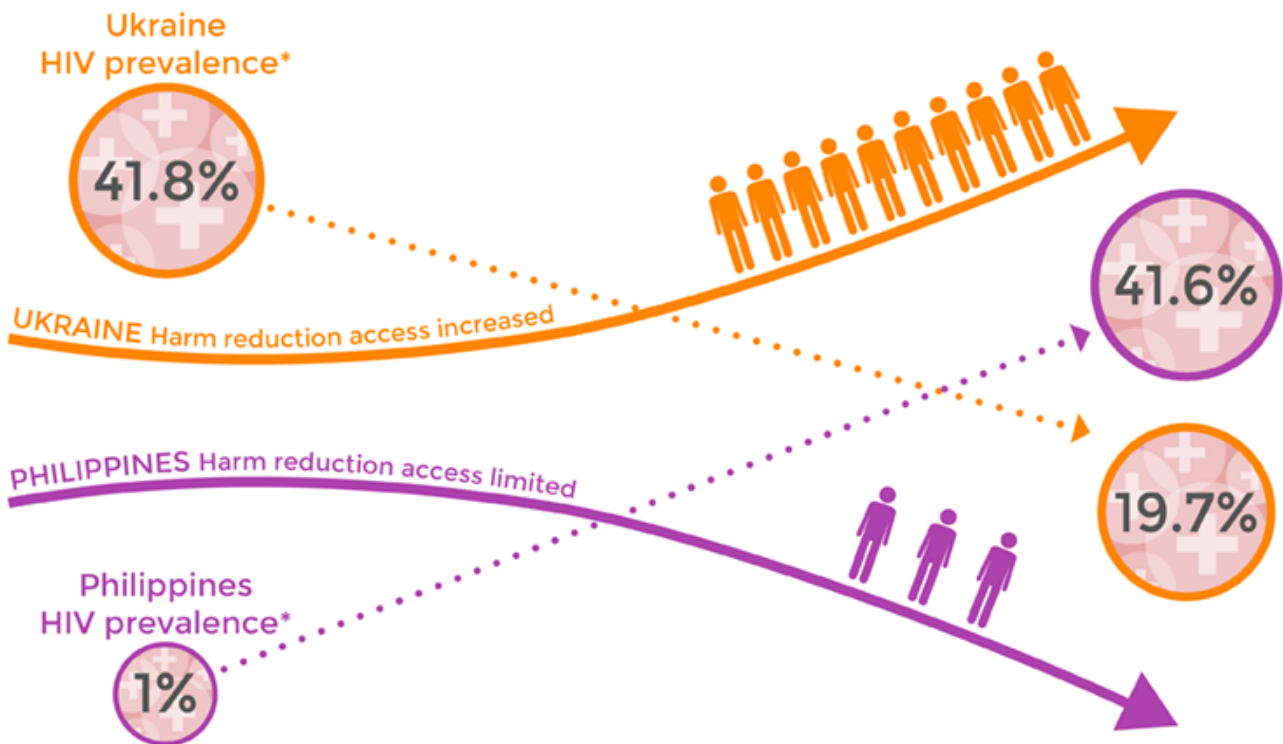 Ukraine
HIV prevalence*
41.8%
UKRAINE Harm reduction access increased
41.6%
PHILIPPINES Harm reduction access limited
19.7%
Philippines
HIV prevalence*
1%